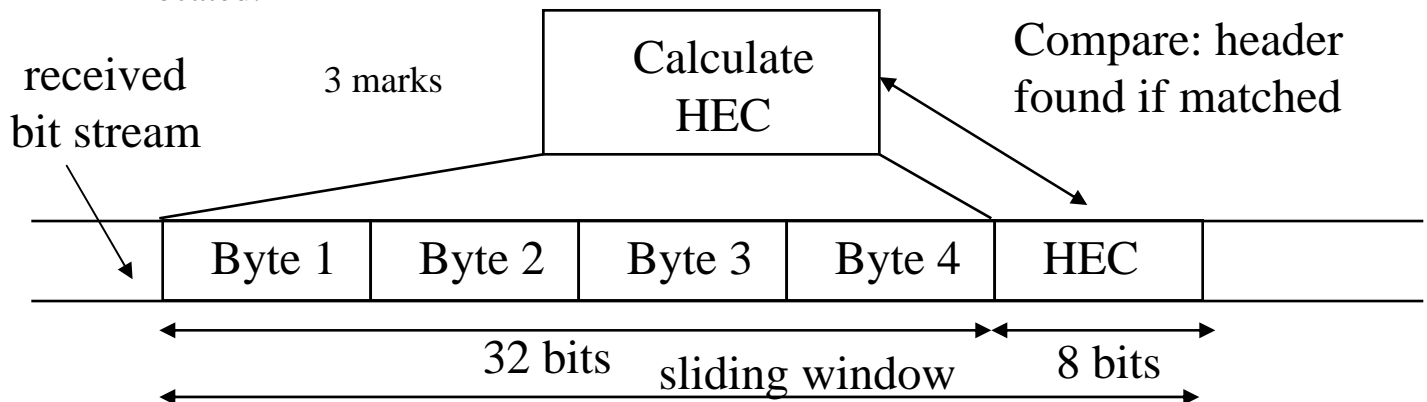 Calculate
HEC
Compare: header
found if matched
received
bit stream
3 marks
Byte 1
Byte 2
Byte 3
Byte 4
HEC
32 bits
8 bits
sliding window